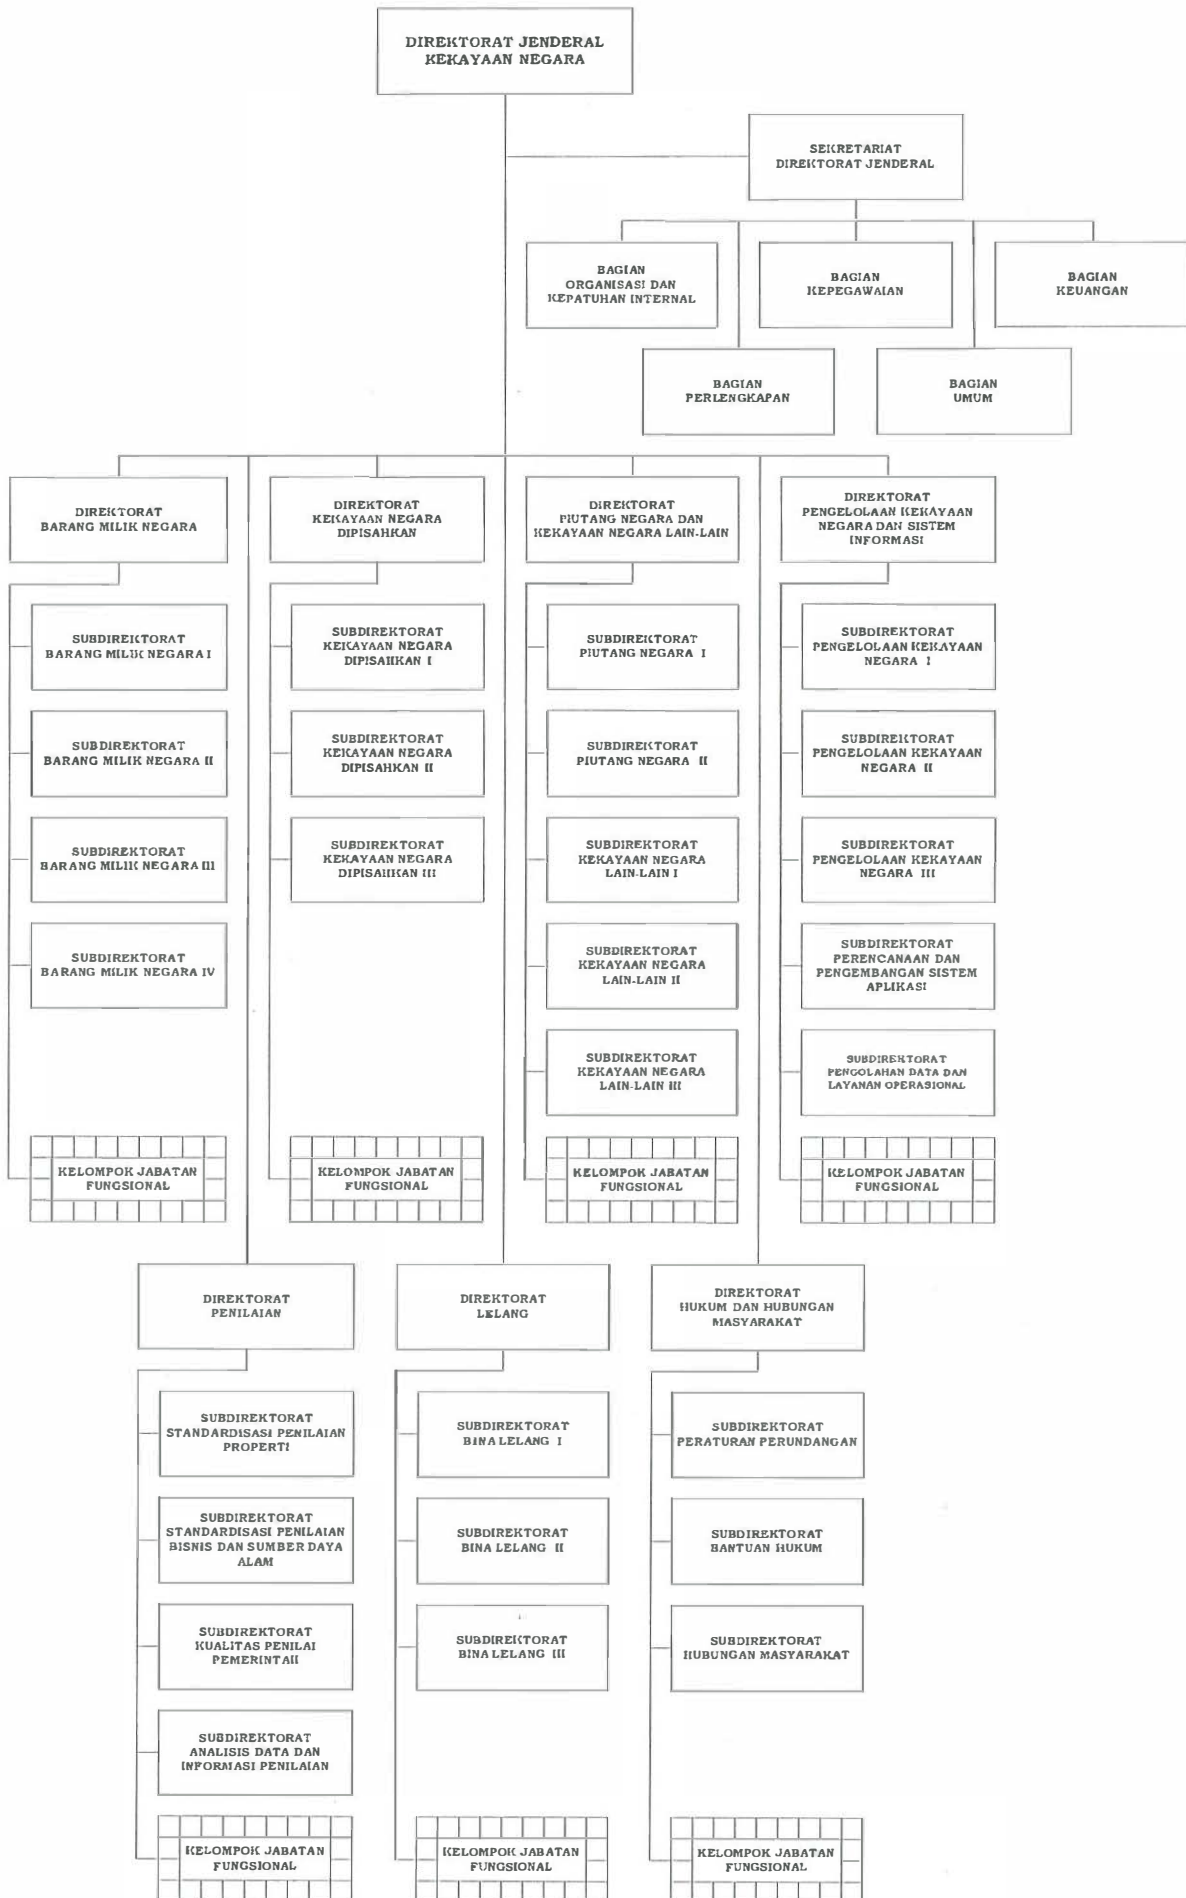 DIREKTORAT JENDERAL
KEKAYAAN NEGARA
SEKRETARIAT
DIREKTORAT JENDERAL
BAGIAN
ORGANISASI DAN
KEPATUHAN INTERNAL
BAGIAN
KEPEGAWAIAN
BAGIAN
KEUANGAN
BAGIAN
PERLENGKAPAN
BAGIAN
UMUM
DIREKTORAT
BARANG MILIK NEGARA
DIREKTORAT
KEKAYAAN NEGARA
DIPISAHKAN
DIREKTORAT
PIUTANG NEGARA DAN
KEKAYAAN NEGARA LAIN-LAIN
DIREKTORAT
PENGELOLAAN KEKAYAAN
NEGARA DAN SISTEM
INFORMASI
SUBDIREKTORAT
BARANG MILIK NEGARA I
SUBDIREKTORAT
KEKAYAAN NEGARA
DIPISAHKAN I
SUBDIREKTORAT
PIUTANG NEGARA I
SUBDIREKTORAT
PENGELOLAAN KEKAYAAN
NEGARA I
SUBDIREKTORAT
BARANG MILIK NEGARA II
SUBDIREKTORAT
KEKAYAAN NEGARA
DIPISAHKAN II
SUBDIREKTORAT
PIUTANG NEGARA II
SUBDIREKTORAT
PENGELOLAAN KEKAYAAN
NEGARA II
SUBDIREKTORAT
BARANG MILIK NEGARA III
SUBDIREKTORAT
KEKAYAAN NEGARA
DIPISAHKAN III
SUBDIREKTORAT
KEKAYAAN NEGARA
LAIN-LAIN I
SUBDIREKTORAT
PENGELOLAAN KEKAYAAN
NEGARA III
SUBDIREKTORAT
BARANG MILIK NEGARA IV
SUBDIREKTORAT
KEKAYAAN NEGARA
LAIN-LAIN II
SUBDIREKTORAT
PERENCANAAN DAN
PENGEMBANGAN SISTEM
APLIKASI
SUBDIREKTORAT
KEKAYAAN NEGARA
LAIN-LAIN III
SUBDIREKTORAT
PENGOLAHAN DATA DAN
LAYANAN OPERASIONAL
KELOMPOK JABATAN
FUNGSIONAL
KELOMPOK JABATAN
FUNGSIONAL
KELOMPOK JABATAN
FUNGSIONAL
KELOMPOK JABATAN
FUNGSIONAL
DIREKTORAT
PENILAIAN
DIREKTORAT
LELANG
DIREKTORAT
HUKUM DAN HUBUNGAN
MASYARAKAT
SUBDIREKTORAT
STANDARDISASI PENILAIAN
PROPERTI
SUBDIREKTORAT
BINA LELANG I
SUBDIREKTORAT
PERATURAN PERUNDANGAN
SUBDIREKTORAT
STANDARDISASI PENILAIAN
BISNIS DAN SUMBER DAYA
ALAM
SUBDIREKTORAT
BINA LELANG II
SUBDIREKTORAT
BANTUAN HUKUM
SUBDIREKTORAT
KUALITAS PENILAI
PEMERINTAH
SUBDIREKTORAT
BINA LELANG III
SUBDIREKTORAT
HUBUNGAN MASYARAKAT
SUBDIREKTORAT
ANALISIS DATA DAN
INFORMASI PENILAIAN
KELOMPOK JABATAN
FUNGSIONAL
KELOMPOK JABATAN
FUNGSIONAL
KELOMPOK JABATAN
FUNGSIONAL